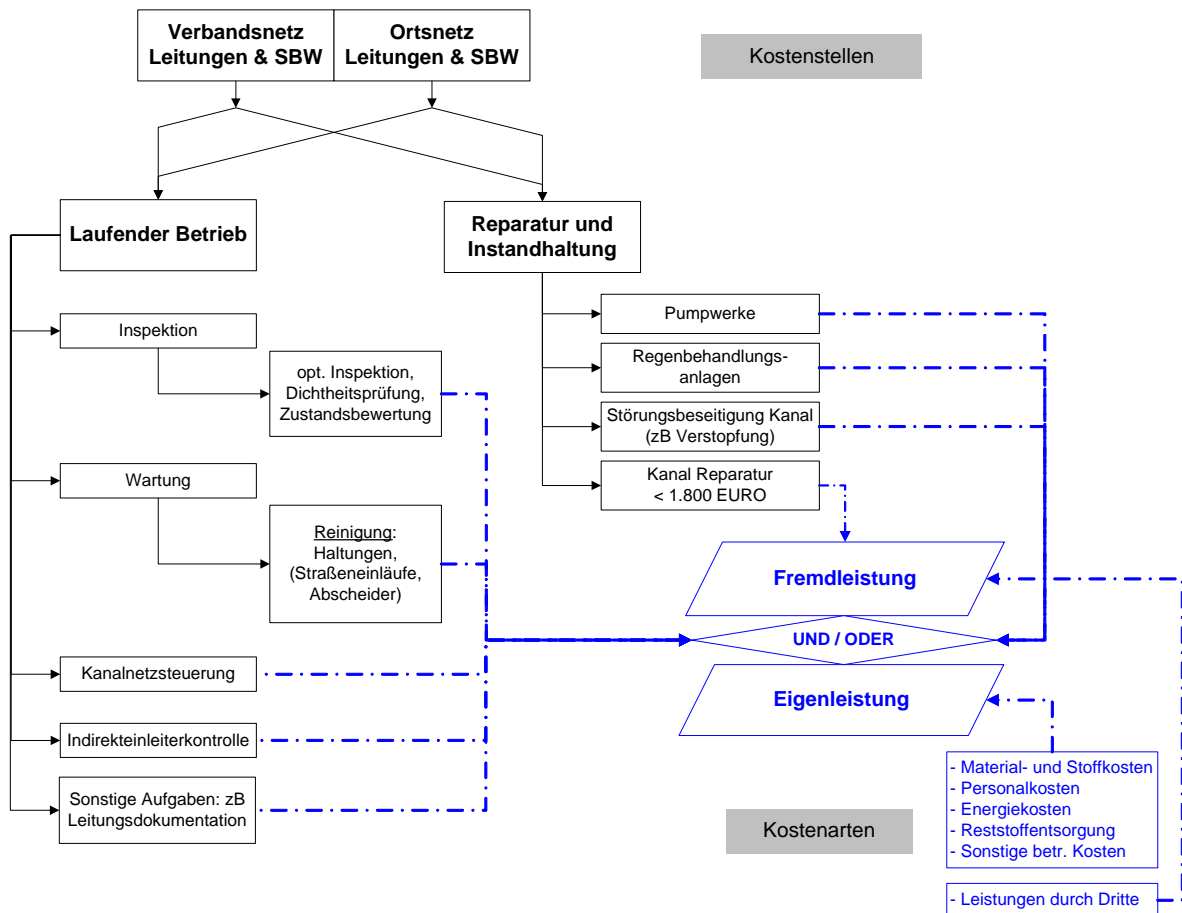 Verbandsnetz
Leitungen & SBW
Ortsnetz
Leitungen & SBW
Kostenstellen
Laufender Betrieb
Reparatur und
Instandhaltung
Inspektion
opt. Inspektion,
Dichtheitsprüfung,
Zustandsbewertung
Wartung
Reinigung:
Haltungen,
(Straßeneinläufe,
Abscheider)
Kanalnetzsteuerung
Indirekteinleiterkontrolle
Sonstige Aufgaben: zB
Leitungsdokumentation
Pumpwerke
Regenbehandlungs-
anlagen
Störungsbeseitigung Kanal
(zB Verstopfung)
Kanal Reparatur
< 1.800 EURO
Fremdleistung
UND / ODER
Eigenleistung
- Material- und Stoffkosten
- Personalkosten
- Energiekosten
- Reststoffentsorgung
- Sonstige betr. Kosten
Kostenarten
- Leistungen durch Dritte